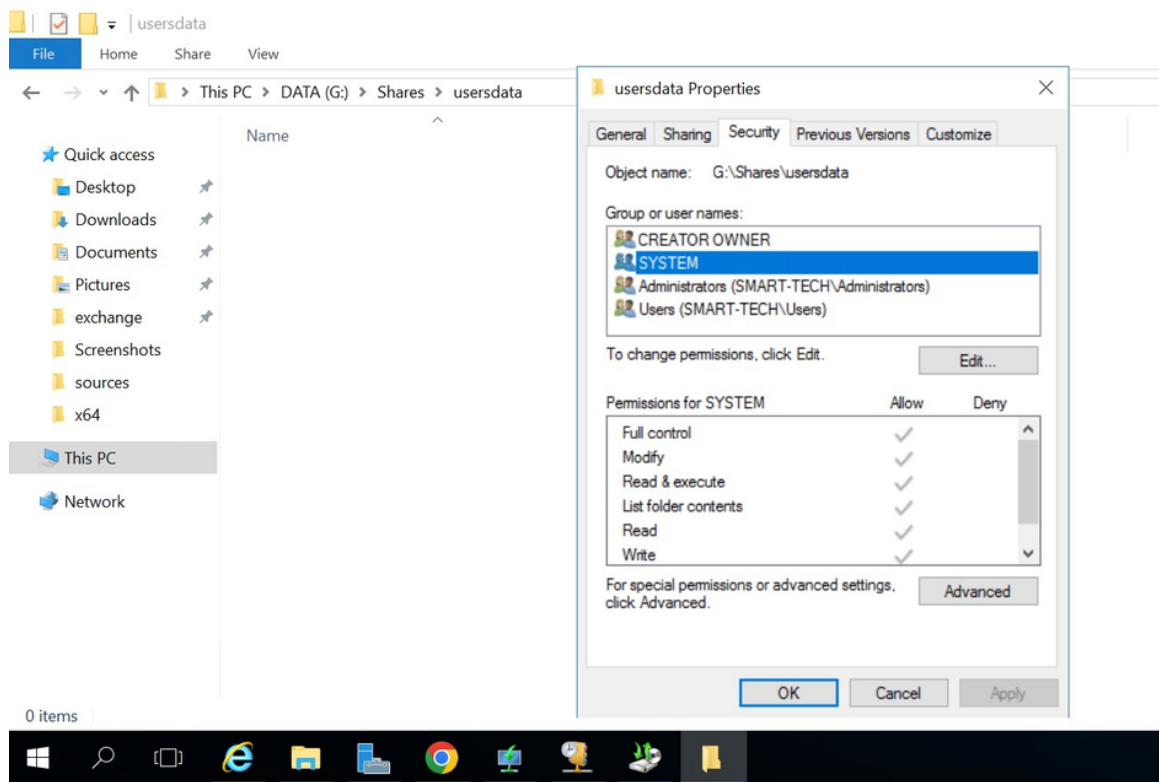 usersdata
File Home Share View
This PC > DATA (G:) > Shares > usersdata
Name
Quick access
Desktop
Downloads
Documents
Pictures
exchange
Screenshots
sources
x64
This PC
Network
0 items
usersdata Properties
General Sharing Security Previous Versions Customize
Object name: G:\Shares\usersdata
Group or user names:
CREATOR OWNER
SYSTEM
Administrators (SMART-TECH\Administrators)
Users (SMART-TECH\Users)
To change permissions, click Edit.
Edit...
Permissions for SYSTEM Allow Deny
Full control
Modify
Read & execute
List folder contents
Read
Write
For special permissions or advanced settings,
click Advanced.
Advanced
OK Cancel Apply